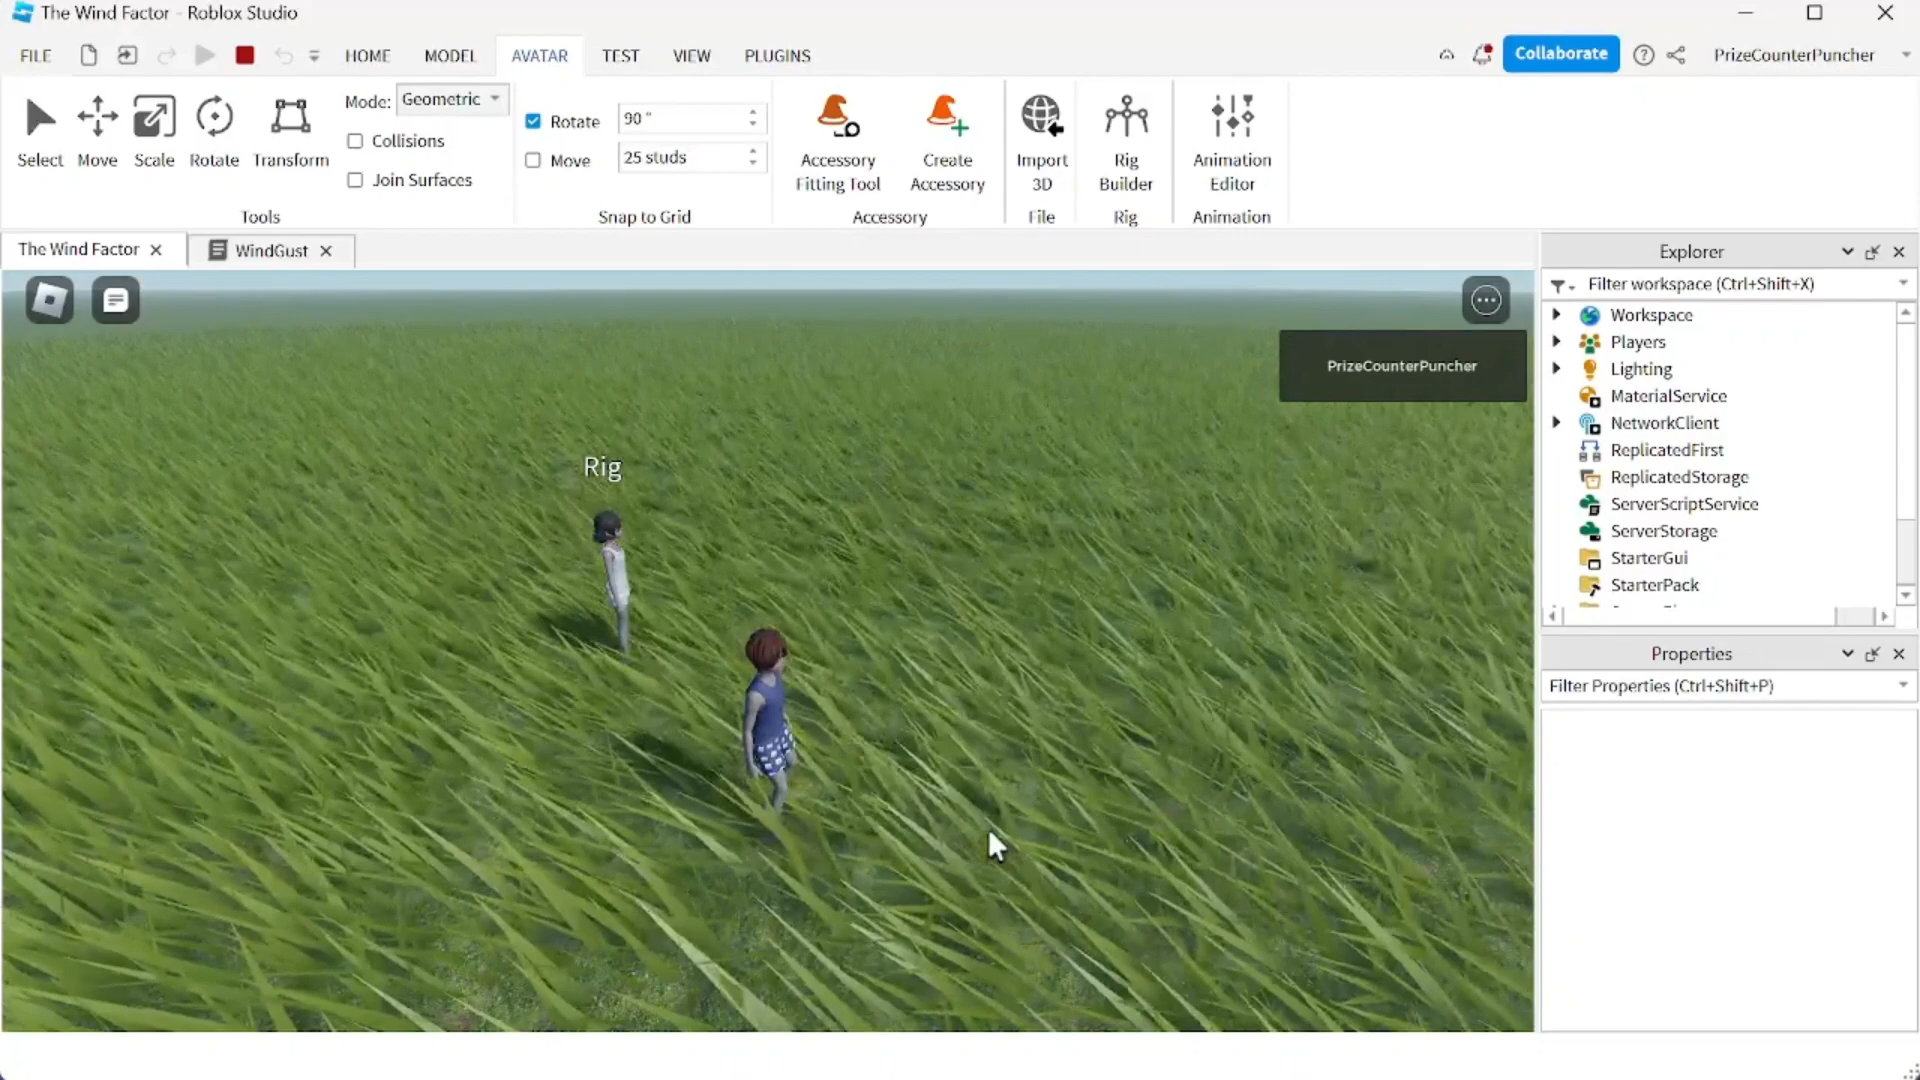 The Wind Factor - Roblox Studio
FILE HOME MODEL AVATAR TEST VIEW PLUGINS
Collaborate
PrizeCounterPuncher
Select Move Scale Rotate Transform
Mode: Geometric
Collisions
Join Surfaces
Tools
Rotate 90 °
Move 25 studs
Snap to Grid
Accessory
Fitting Tool
Create
Accessory
Accessory
Import
3D
File
Rig
Builder
Rig
Animation
Editor
Animation
The Wind Factor
WindGust
PrizeCounterPuncher
Rig
Explorer
Filter workspace (Ctrl+Shift+X)
Workspace
Players
Lighting
MaterialService
NetworkClient
ReplicatedFirst
ReplicatedStorage
ServerScriptService
ServerStorage
StarterGui
StarterPack
Properties
Filter Properties (Ctrl+Shift+P)